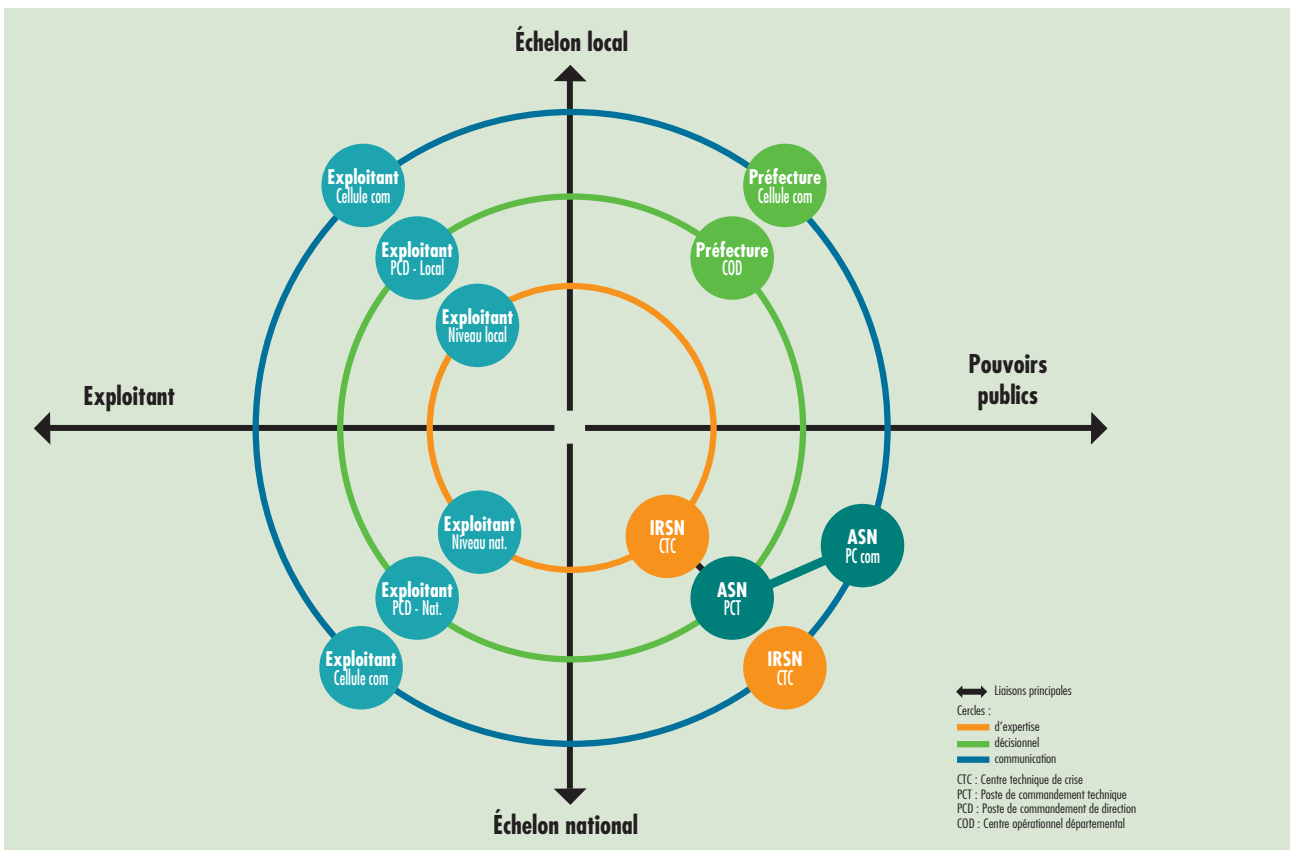 Échelon local
Exploitant
Cellule com
Préfecture
Cellule com
Exploitant
PCD - Local
Préfecture
COD
Exploitant
Niveau local
Exploitant
Pouvoirs
publics
Exploitant
Niveau nat.
IRSN
CTC
ASN
PC com
Exploitant
PCD - Nat.
ASN
PCT
Exploitant
Cellule com
IRSN
CTC
Échelon national
Liaisons principales
Cercles :
d'expertise
décisionnel
communication
CTC : Centre technique de crise
PCT : Poste de commandement technique
PCD : Poste de commandement de direction
COD : Centre opérationnel départemental